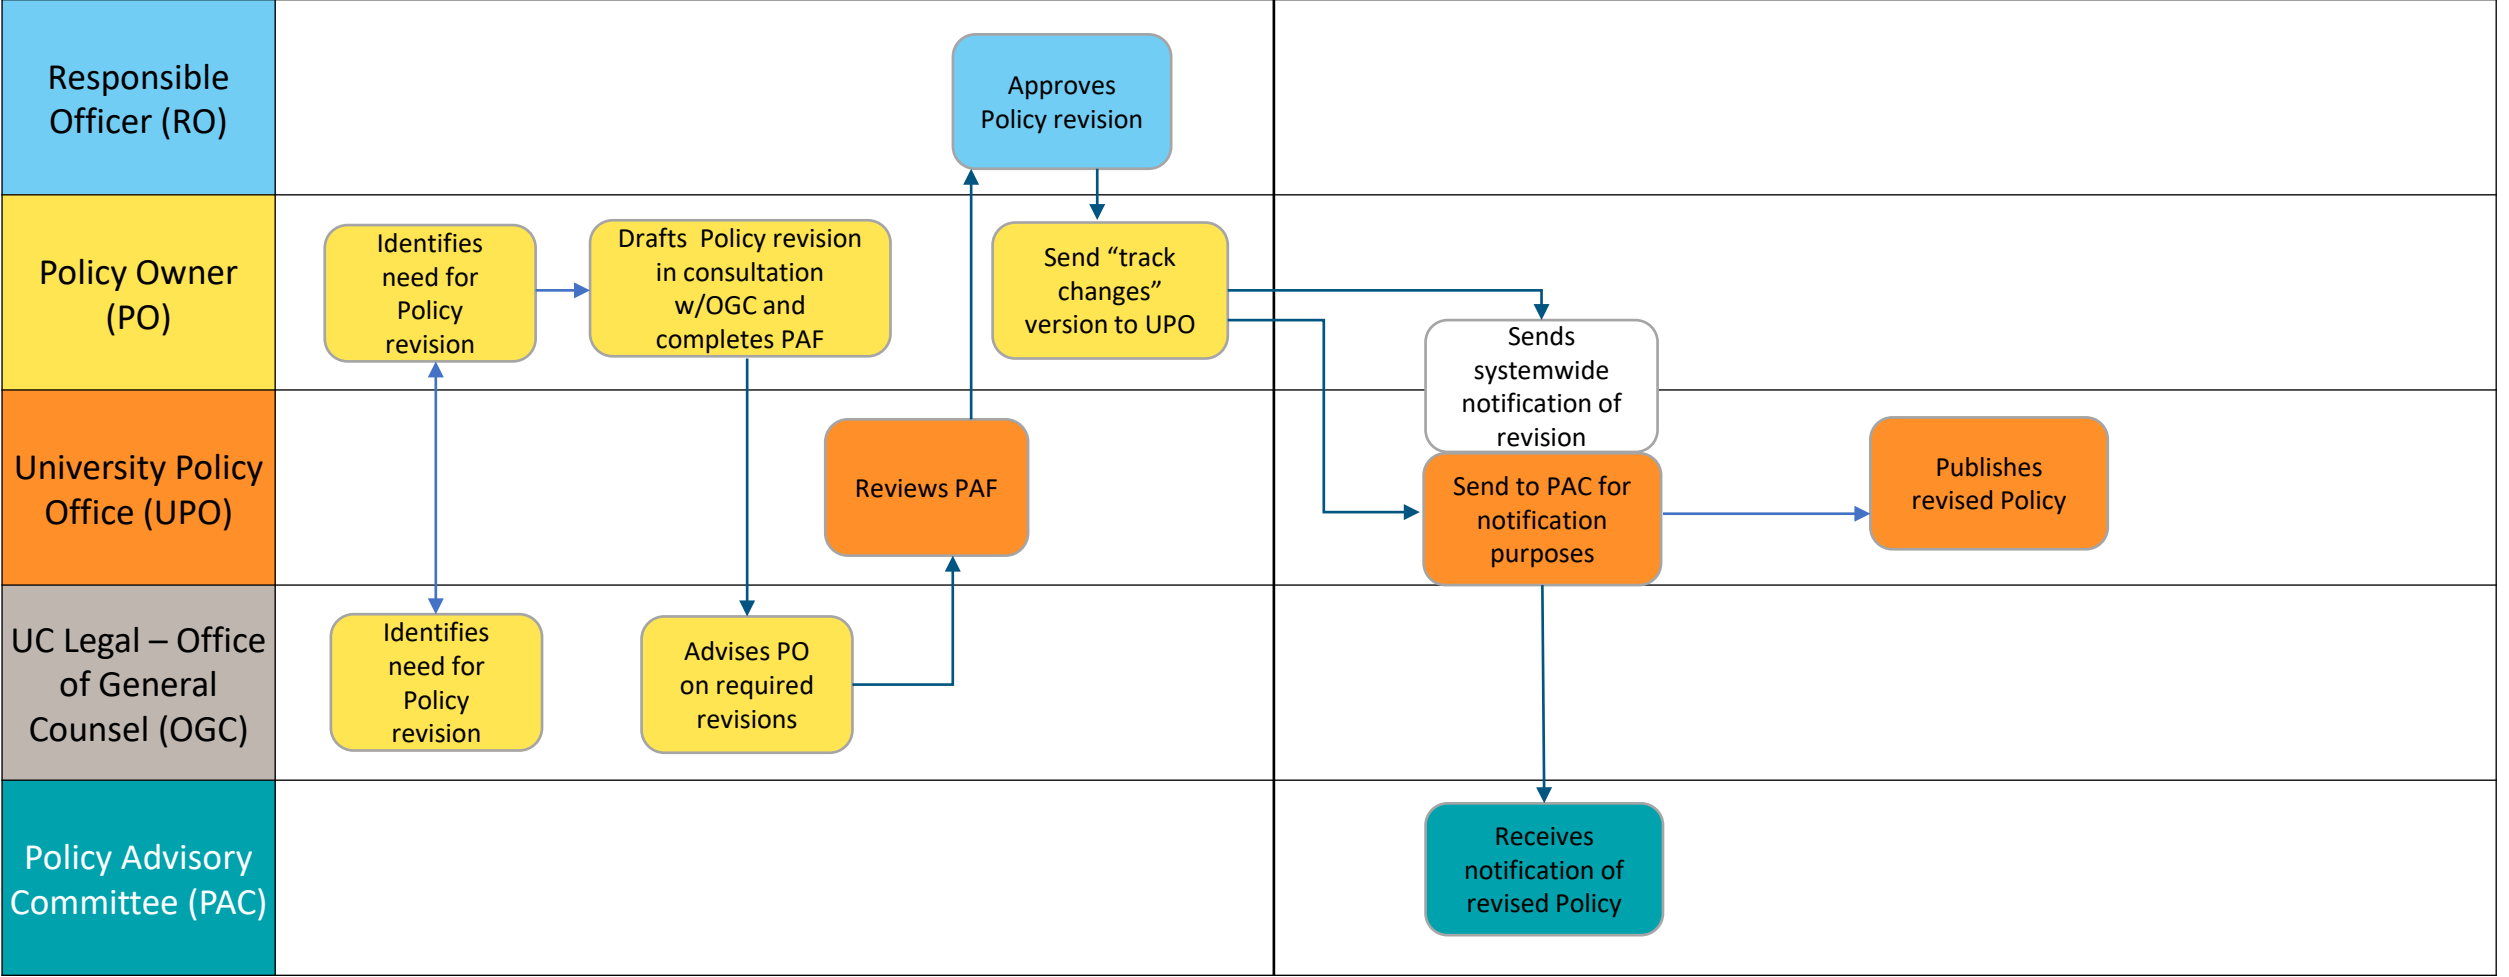 Responsible
Officer (RO)
Approves
Policy revision
Policy Owner
(PO)
Identifies
need for
Policy
revision
Drafts  Policy revision
in consultation
w/OGC and
completes PAF
Send “track
changes”
version to UPO
Sends
systemwide
notification of
revision
University Policy
Office (UPO)
Reviews PAF
Send to PAC for
notification
purposes
Publishes
revised Policy
UC Legal – Office
of General
Counsel (OGC)
Identifies
need for
Policy
revision
Advises PO
on required
revisions
Policy Advisory
Committee (PAC)
Receives
notification of
revised Policy